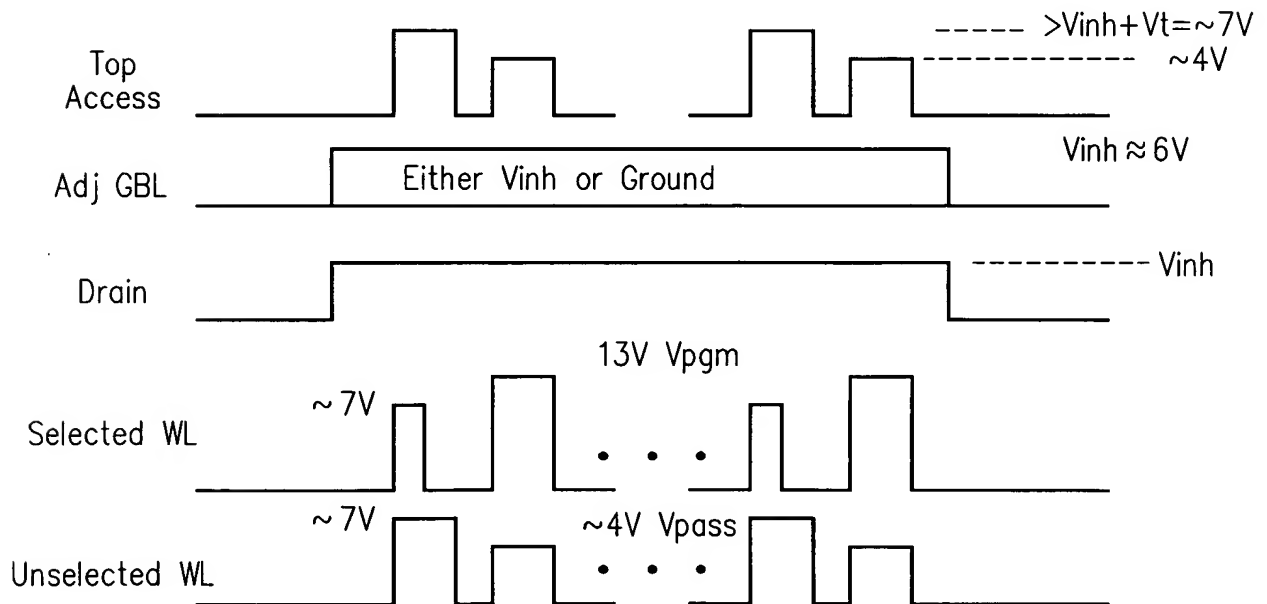 >Vinh+Vt=~7V
Top
Access
~4V
Vinh≈6V
Adj GBL
Either Vinh or Ground
Drain
Vinh
13V Vpgm
~7V
Selected WL
~7V
~4V Vpass
Unselected WL